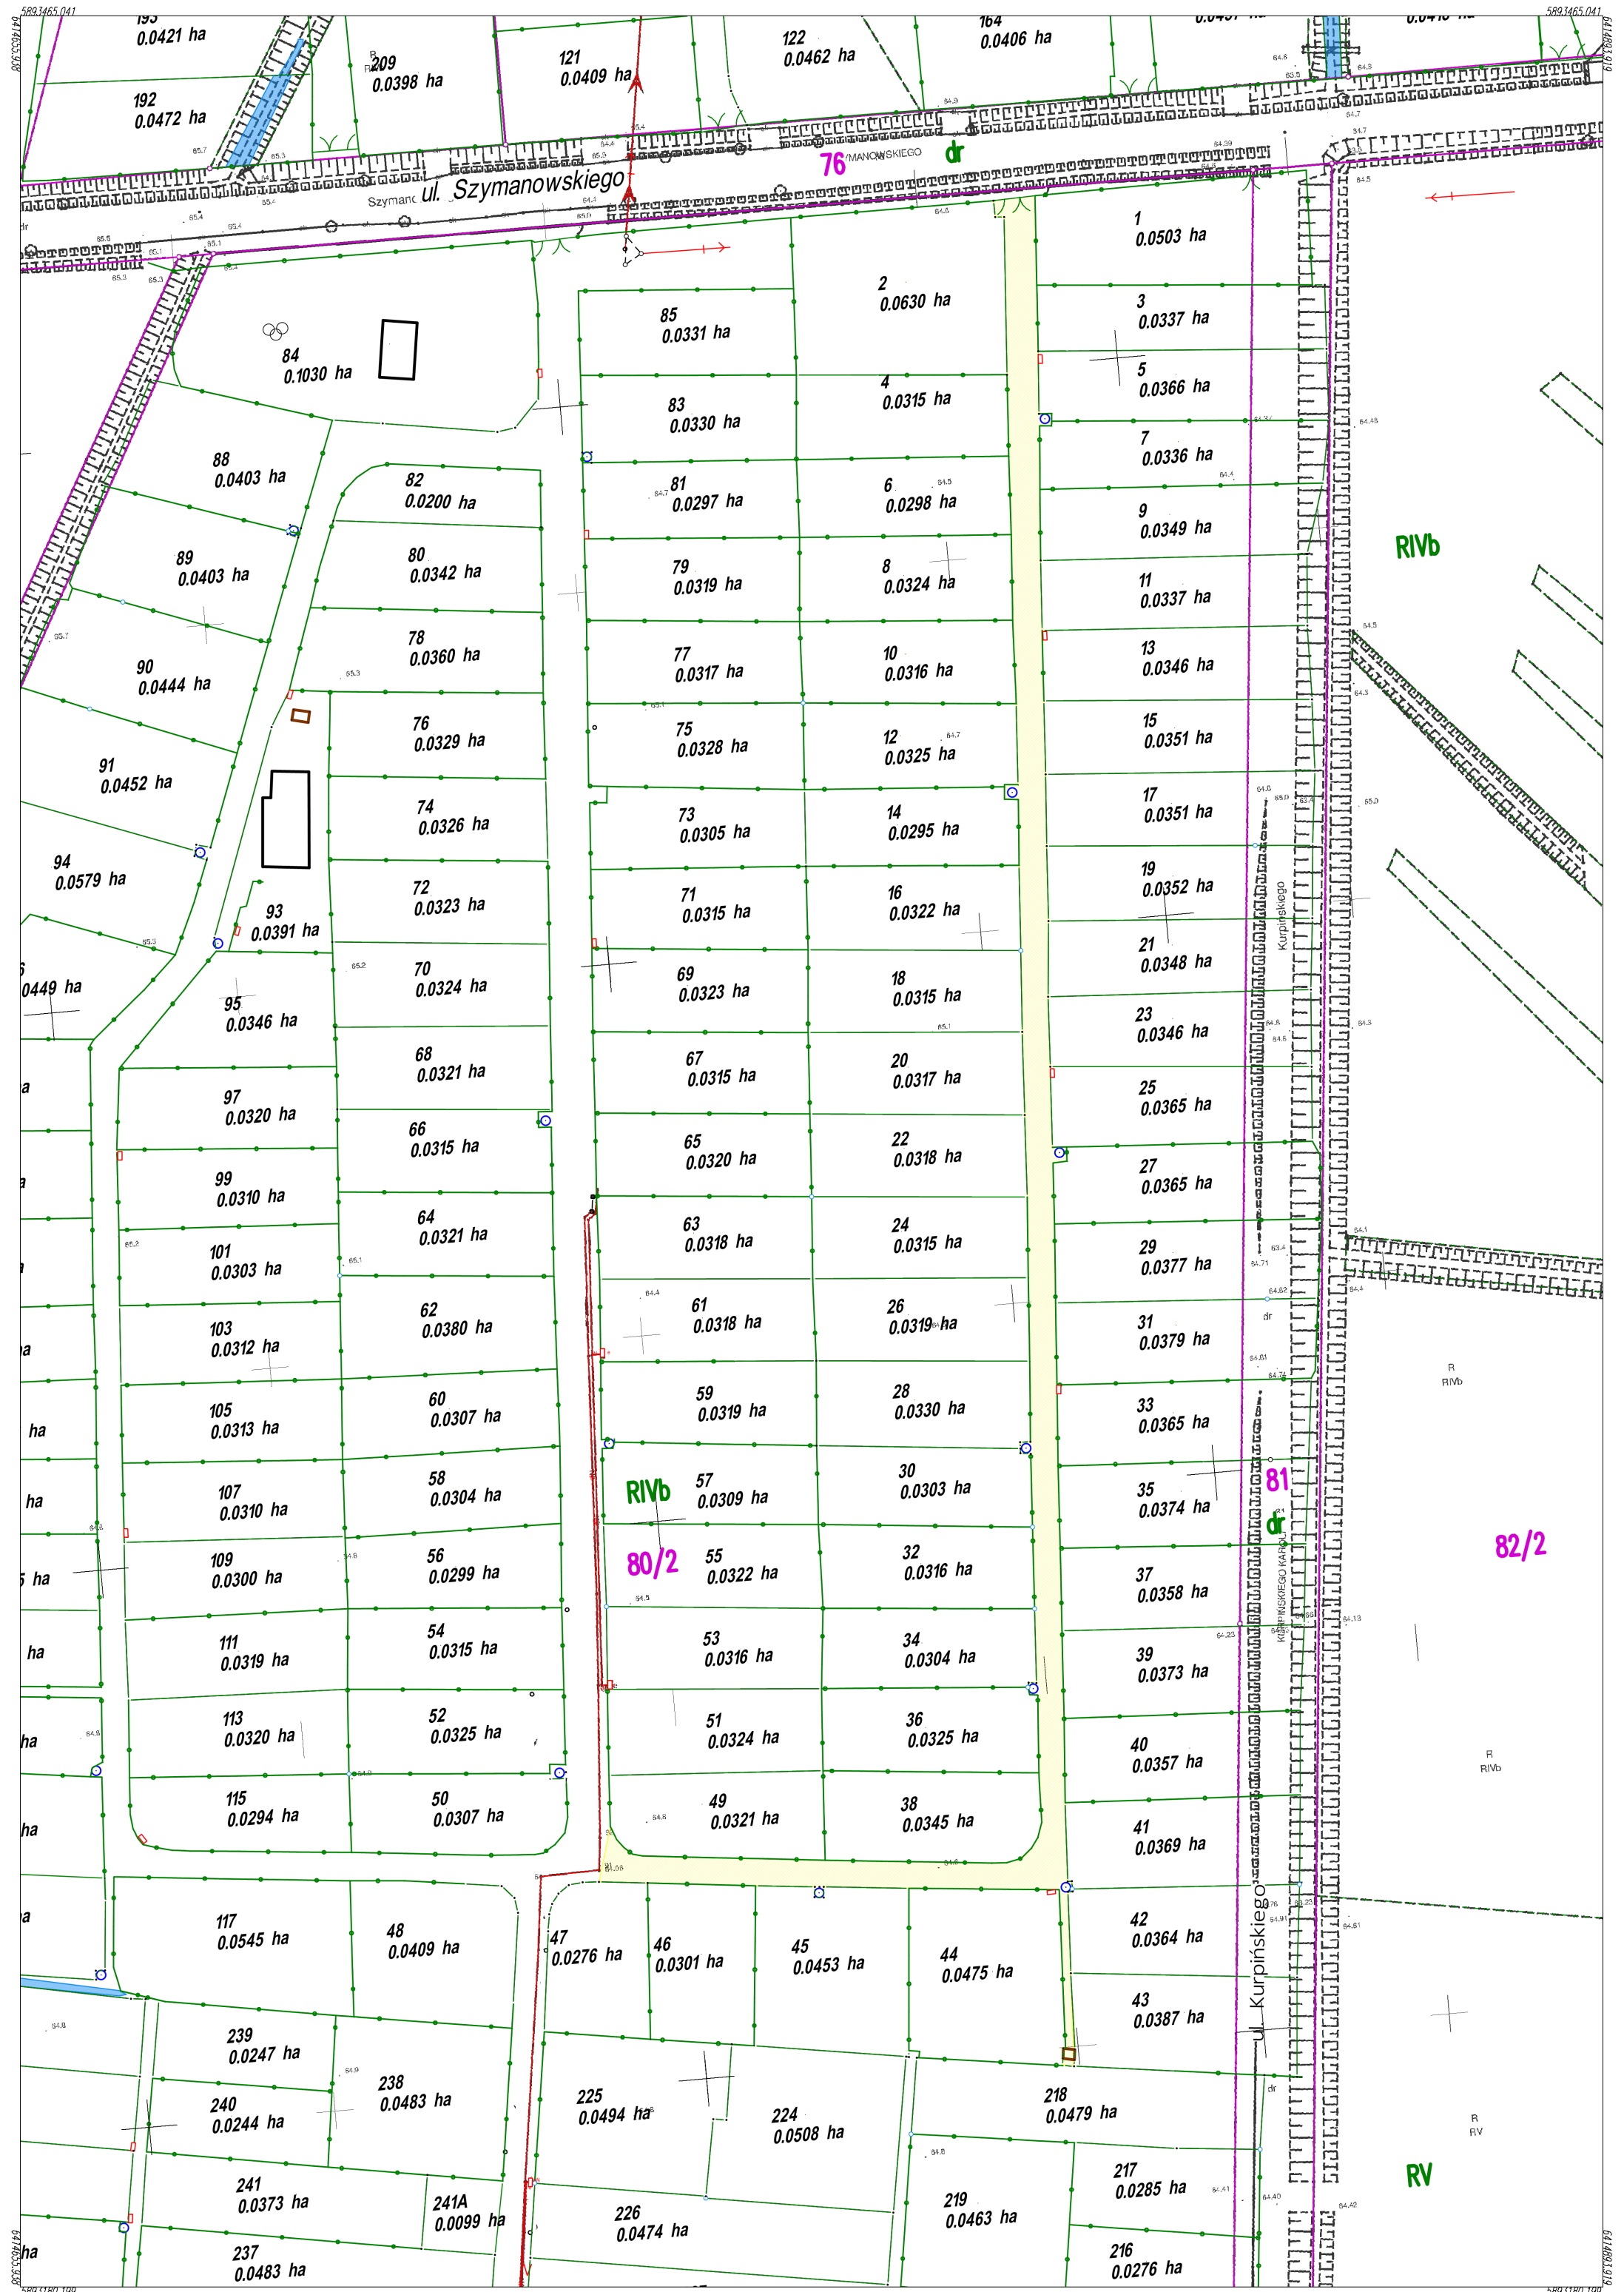 5893465.041
5893465.041
193
0.0421 ha
192
0.0472 ha
209
0.0398 ha
121
0.0409 ha
122
0.0462 ha
164
0.0406 ha
ul. Szymanowskiego
76
dr
1
0.0503 ha
2
0.0630 ha
3
0.0337 ha
85
0.0331 ha
84
0.1030 ha
5
0.0366 ha
4
0.0315 ha
83
0.0330 ha
7
0.0336 ha
88
0.0403 ha
82
0.0200 ha
81
0.0297 ha
6
0.0298 ha
9
0.0349 ha
RIVb
89
0.0403 ha
80
0.0342 ha
79
0.0319 ha
8
0.0324 ha
11
0.0337 ha
78
0.0360 ha
77
0.0317 ha
10
0.0316 ha
13
0.0346 ha
90
0.0444 ha
76
0.0329 ha
75
0.0328 ha
12
0.0325 ha
15
0.0351 ha
91
0.0452 ha
74
0.0326 ha
73
0.0305 ha
14
0.0295 ha
17
0.0351 ha
94
0.0579 ha
72
0.0323 ha
71
0.0315 ha
16
0.0322 ha
19
0.0352 ha
93
0.0391 ha
Kurpińskiego
0449 ha
70
0.0324 ha
69
0.0323 ha
18
0.0315 ha
21
0.0348 ha
95
0.0346 ha
68
0.0321 ha
67
0.0315 ha
20
0.0317 ha
23
0.0346 ha
97
0.0320 ha
66
0.0315 ha
65
0.0320 ha
22
0.0318 ha
25
0.0365 ha
99
0.0310 ha
64
0.0321 ha
63
0.0318 ha
24
0.0315 ha
27
0.0365 ha
101
0.0303 ha
29
0.0377 ha
62
0.0380 ha
61
0.0318 ha
26
0.0319 ha
31
0.0379 ha
dr
103
0.0312 ha
R
RIVb
60
0.0307 ha
59
0.0319 ha
28
0.0330 ha
33
0.0365 ha
105
0.0313 ha
ha
58
0.0304 ha
RIVb
57
0.0309 ha
30
0.0303 ha
35
0.0374 ha
81
dr
107
0.0310 ha
ha
56
0.0299 ha
80/2
55
0.0322 ha
32
0.0316 ha
37
0.0358 ha
82/2
109
0.0300 ha
ha
54
0.0315 ha
53
0.0316 ha
34
0.0304 ha
39
0.0373 ha
111
0.0319 ha
ha
52
0.0325 ha
51
0.0324 ha
36
0.0325 ha
40
0.0357 ha
113
0.0320 ha
ha
R
RIVb
115
0.0294 ha
50
0.0307 ha
49
0.0321 ha
38
0.0345 ha
41
0.0369 ha
ha
117
0.0545 ha
48
0.0409 ha
47
0.0276 ha
46
0.0301 ha
45
0.0453 ha
44
0.0475 ha
42
0.0364 ha
ul. Kurpińskiego
43
0.0387 ha
239
0.0247 ha
238
0.0483 ha
225
0.0494 ha
224
0.0508 ha
218
0.0479 ha
dr
240
0.0244 ha
R
RV
RV
241
0.0373 ha
241A
0.0099 ha
226
0.0474 ha
219
0.0463 ha
217
0.0285 ha
237
0.0483 ha
216
0.0276 ha
ha